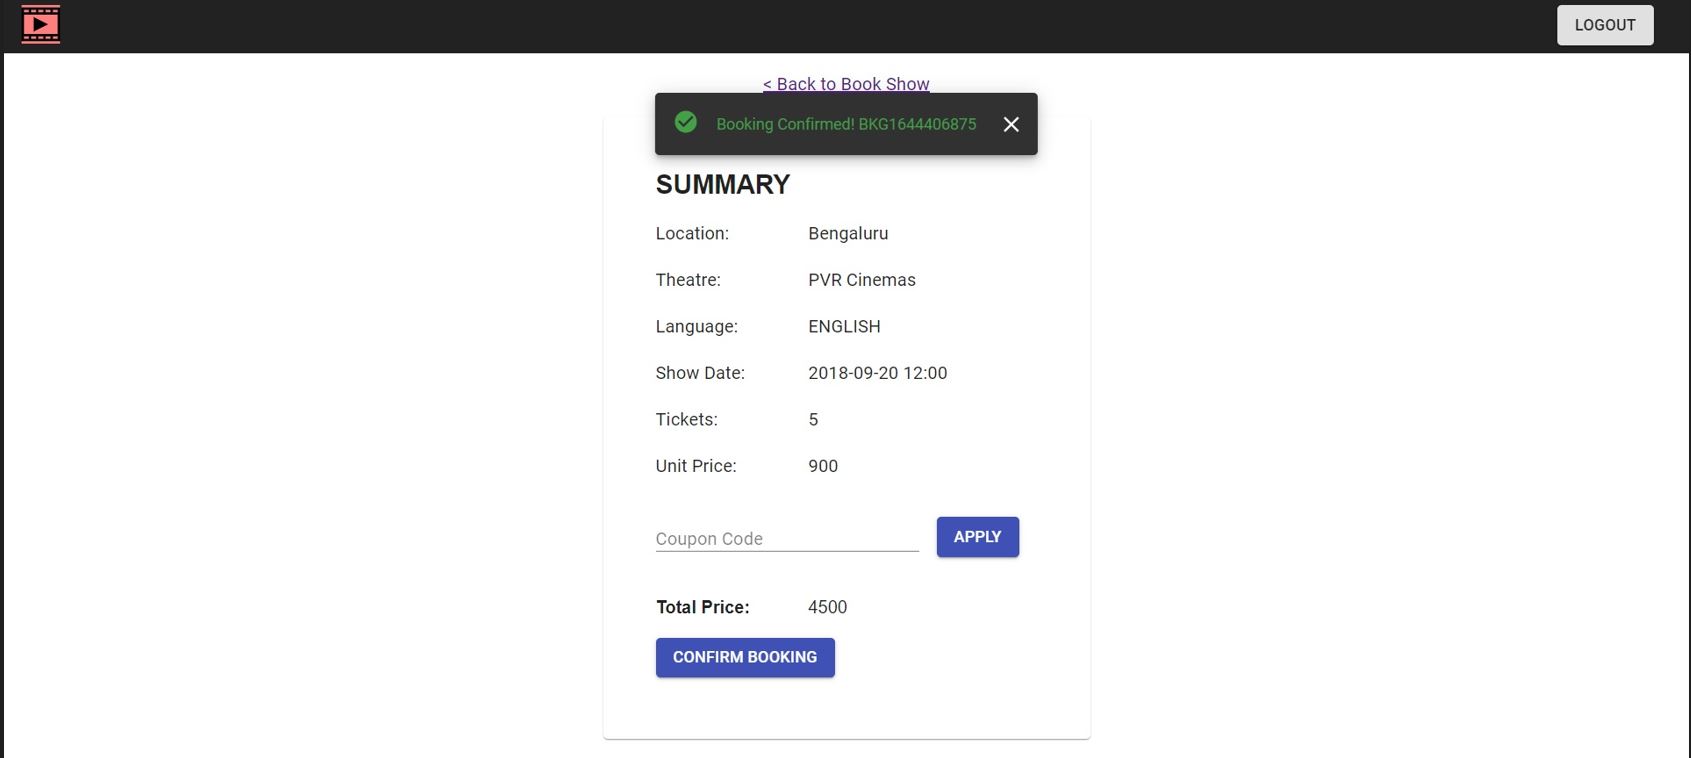 LOGOUT
< Back to Book Show
Booking Confirmed! BKG1644406875
SUMMARY
Location: Bengaluru
Theatre: PVR Cinemas
Language: ENGLISH
Show Date: 2018-09-20 12:00
Tickets: 5
Unit Price: 900
Coupon Code APPLY
Total Price: 4500
CONFIRM BOOKING